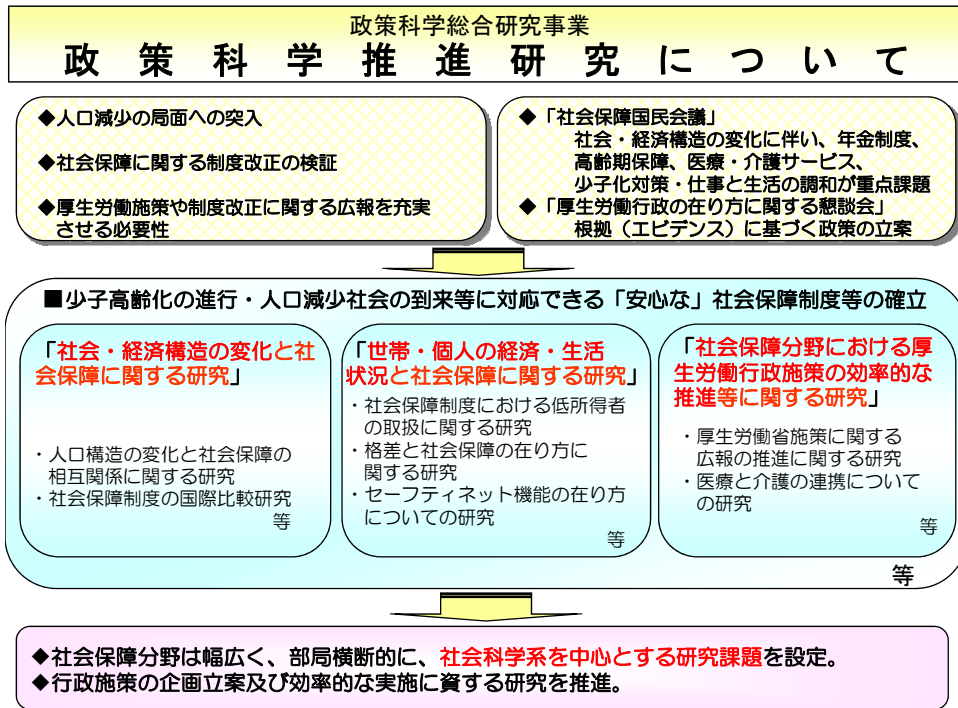 政策科学総合研究事業
政策科学推進研究について
◆人口減少の局面への突入
◆社会保障に関する制度改正の検証
◆厚生労働施策や制度改正に関する広報を充実
させる必要性
◆「社会保障国民会議」
社会・経済構造の変化に伴い、年金制度、
高齢期保障、医療・介護サービス、
少子化対策・仕事と生活の調和が重点課題
◆「厚生労働行政の在り方に関する懇談会」
根拠（エビデンス）に基づく政策の立案
■少子高齢化の進行・人口減少社会の到来等に対応できる「安心な」社会保障制度等の確立
「社会・経済構造の変化と社
会保障に関する研究」
・人口構造の変化と社会保障の
相互関係に関する研究
・社会保障制度の国際比較研究
等
「世帯・個人の経済・生活
状況と社会保障に関する研究」
・社会保障制度における低所得者
の取扱に関する研究
・格差と社会保障の在り方に
関する研究
・セーフティネット機能の在り方
についての研究
等
「社会保障分野における厚
生労働行政施策の効率的な
推進等に関する研究」
・厚生労働省施策に関する
広報の推進に関する研究
・医療と介護の連携について
の研究
等
等
◆社会保障分野は幅広く、部局横断的に、社会科学系を中心とする研究課題を設定。
◆行政施策の企画立案及び効率的な実施に資する研究を推進。